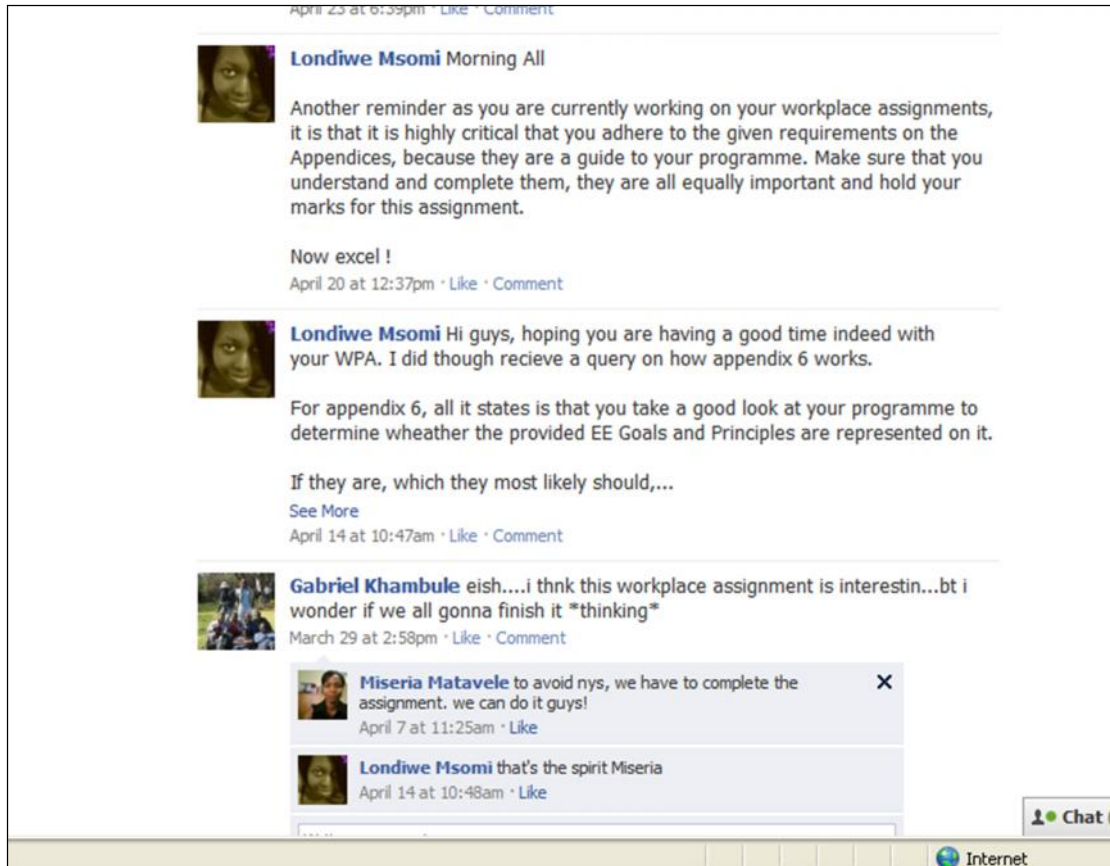 April 23 at 6:39pm · Like · Comment
Londiwe Msomi Morning All
Another reminder as you are currently working on your workplace assignments,
it is that it is highly critical that you adhere to the given requirements on the
Appendices, because they are a guide to your programme. Make sure that you
understand and complete them, they are all equally important and hold your
marks for this assignment.
Now excel !
April 20 at 12:37pm · Like · Comment
Londiwe Msomi Hi guys, hoping you are having a good time indeed with
your WPA. I did though recieve a query on how appendix 6 works.
For appendix 6, all it states is that you take a good look at your programme to
determine wheather the provided EE Goals and Principles are represented on it.
If they are, which they most likely should,...
See More
April 14 at 10:47am · Like · Comment
Gabriel Khambule eish....i thnk this workplace assignment is interestin...bt i
wonder if we all gonna finish it *thinking*
March 29 at 2:58pm · Like · Comment
Miseria Matavele to avoid nys, we have to complete the
assignment. we can do it guys!
April 7 at 11:25am · Like
Londiwe Msomi that's the spirit Miseria
April 14 at 10:48am · Like
Chat
Internet